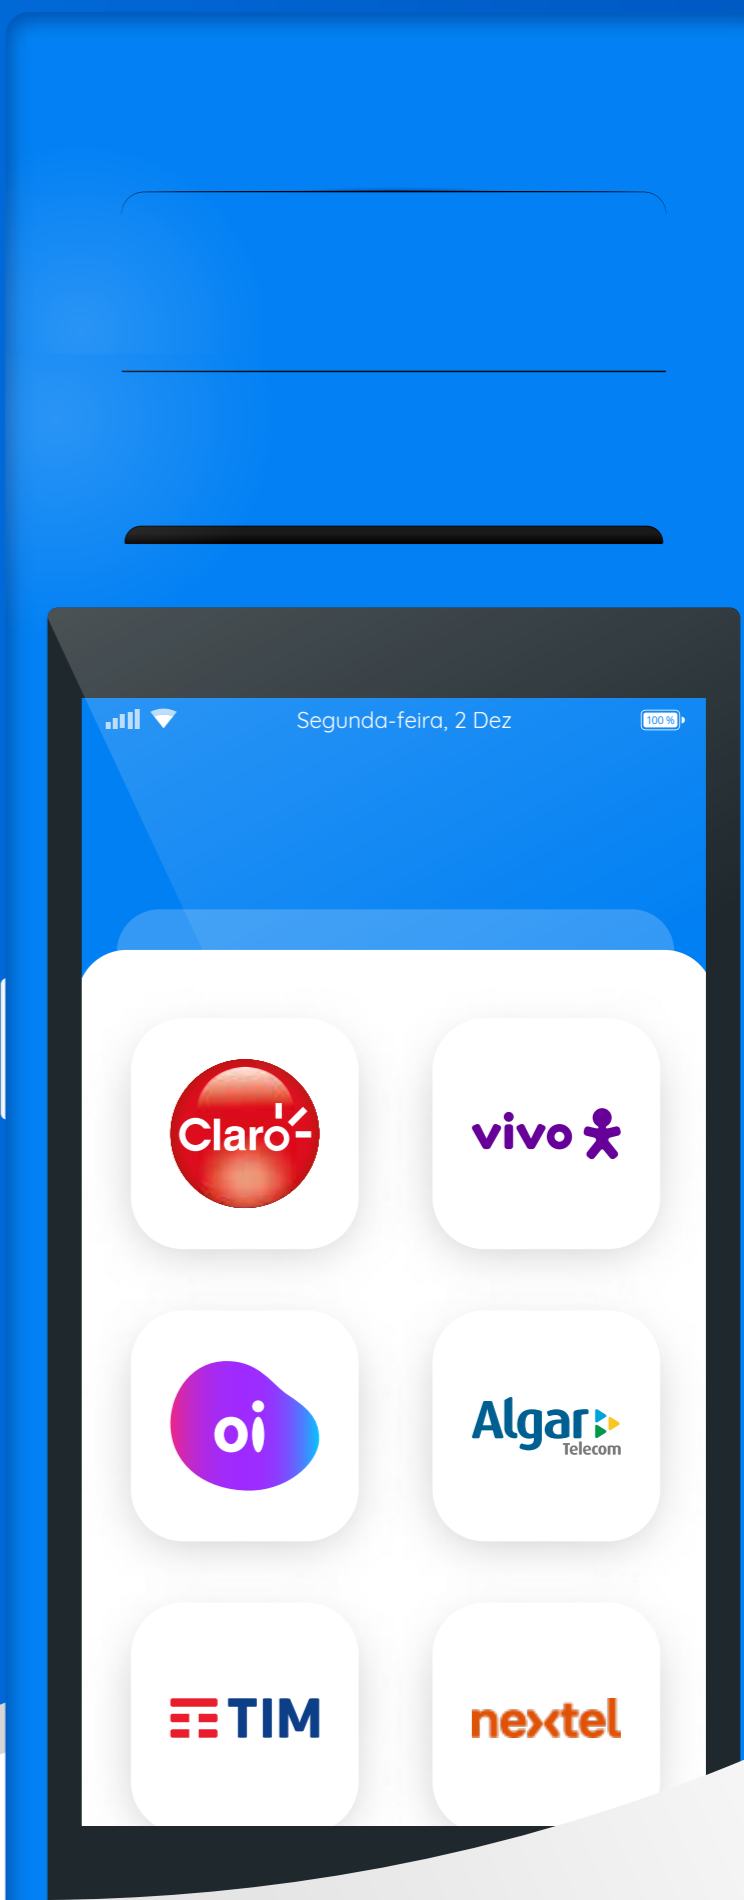 Segunda-feira, 2 Dez
100 %
Claro
vivo
oi
Algar
Telecom
TIM
nextel